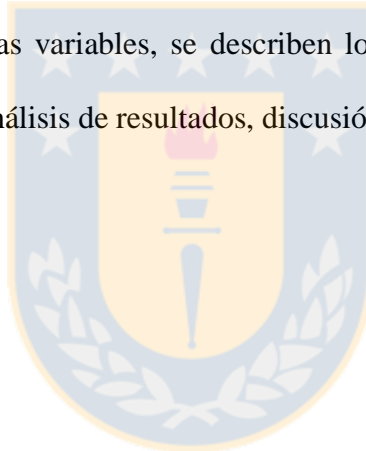 as variables, se describen lo
nálisis de resultados, discusió